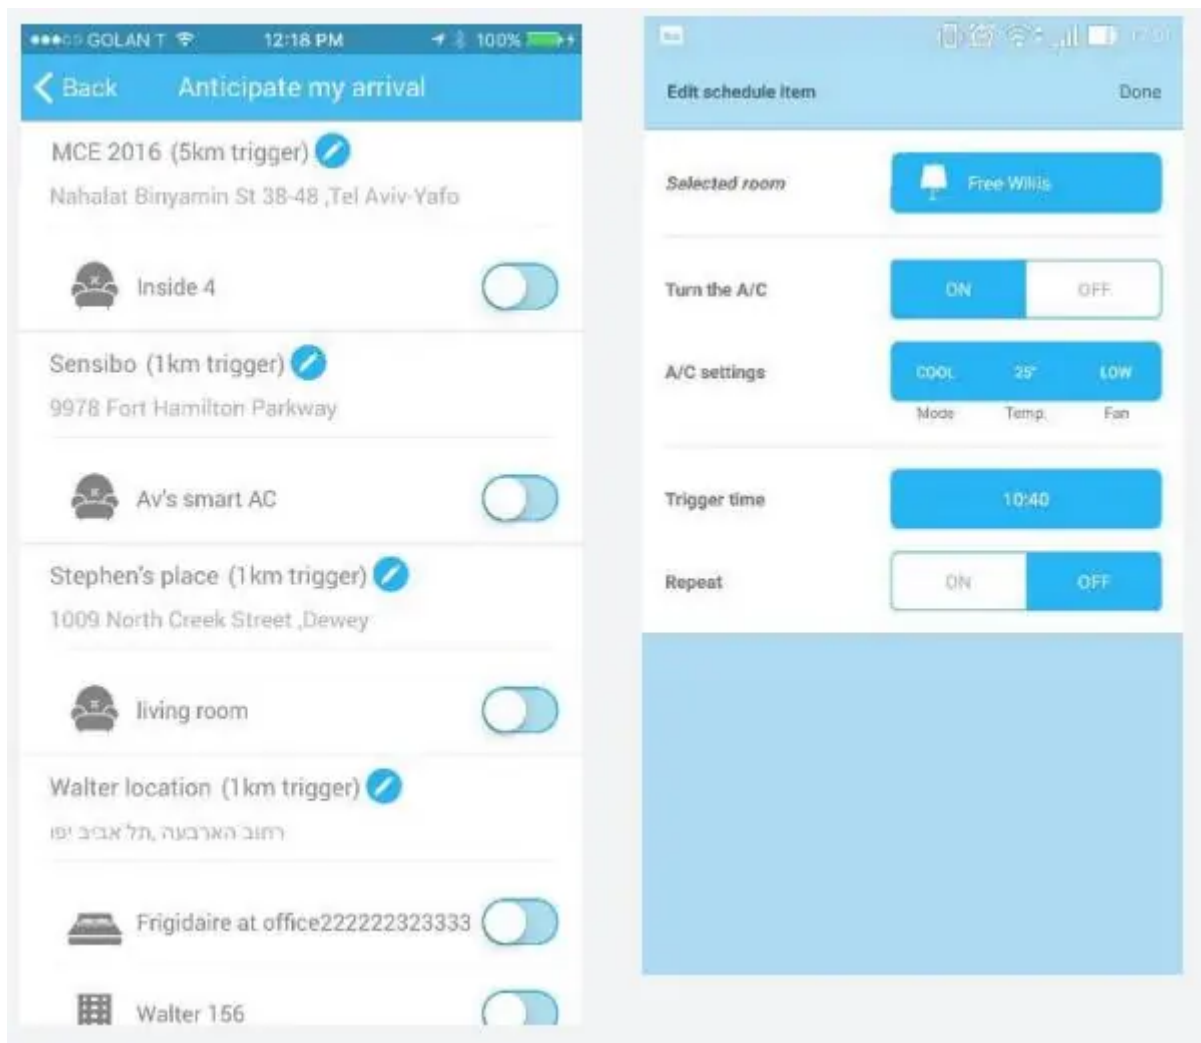 GOLAN T 12:18 PM 100%
Back Anticipate my arrival
MCE 2016 (5km trigger)
Nahalat Binyamin St 38-48 ,Tel Aviv-Yafo
Inside 4
Sensibo (1km trigger)
9978 Fort Hamilton Parkway
Av's smart AC
Stephen's place (1km trigger)
1009 North Creek Street ,Dewey
living room
Walter location (1km trigger)
רחוב הארבעה, תל אביב יפו
Frigidaire at office222222323333
Walter 156
Edit schedule item Done
Selected room Free Willis
Turn the A/C ON OFF
A/C settings COOL 25° LOW
Mode Temp. Fan
Trigger time 10:40
Repeat ON OFF